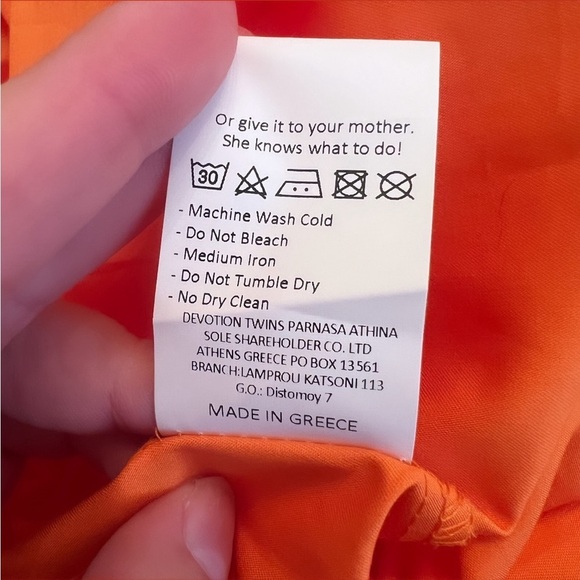 Or give it to your mother.
She knows what to do!
30
- Machine Wash Cold
- Do Not Bleach
- Medium Iron
- Do Not Tumble Dry
- No Dry Clean
DEVOTION TWINS PARNASA ATHINA
SOLE SHAREHOLDER CO. LTD
ATHENS GREECE PO BOX 13561
BRANCH:LAMPROU KATSONI 113
G.O.: Distomoy 7
MADE IN GREECE